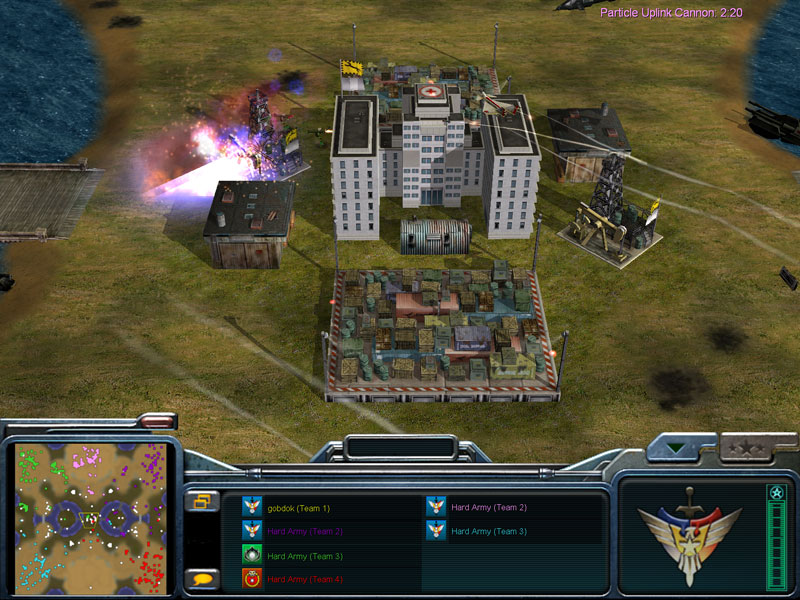 Particle Uplink Cannon: 2:20
gobdok (Team 1)
Hard Army (Team 2)
Hard Army (Team 2)
Hard Army (Team 3)
Hard Army (Team 3)
Hard Army (Team 4)